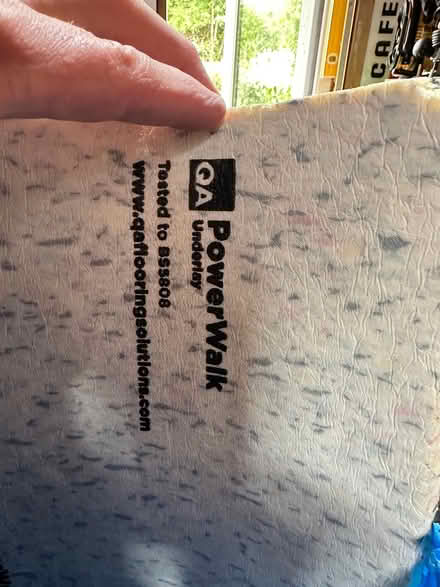 QA PowerWalk
Underlay
Tested to BS5808
www.qaflooringsolutions.com
CAFE